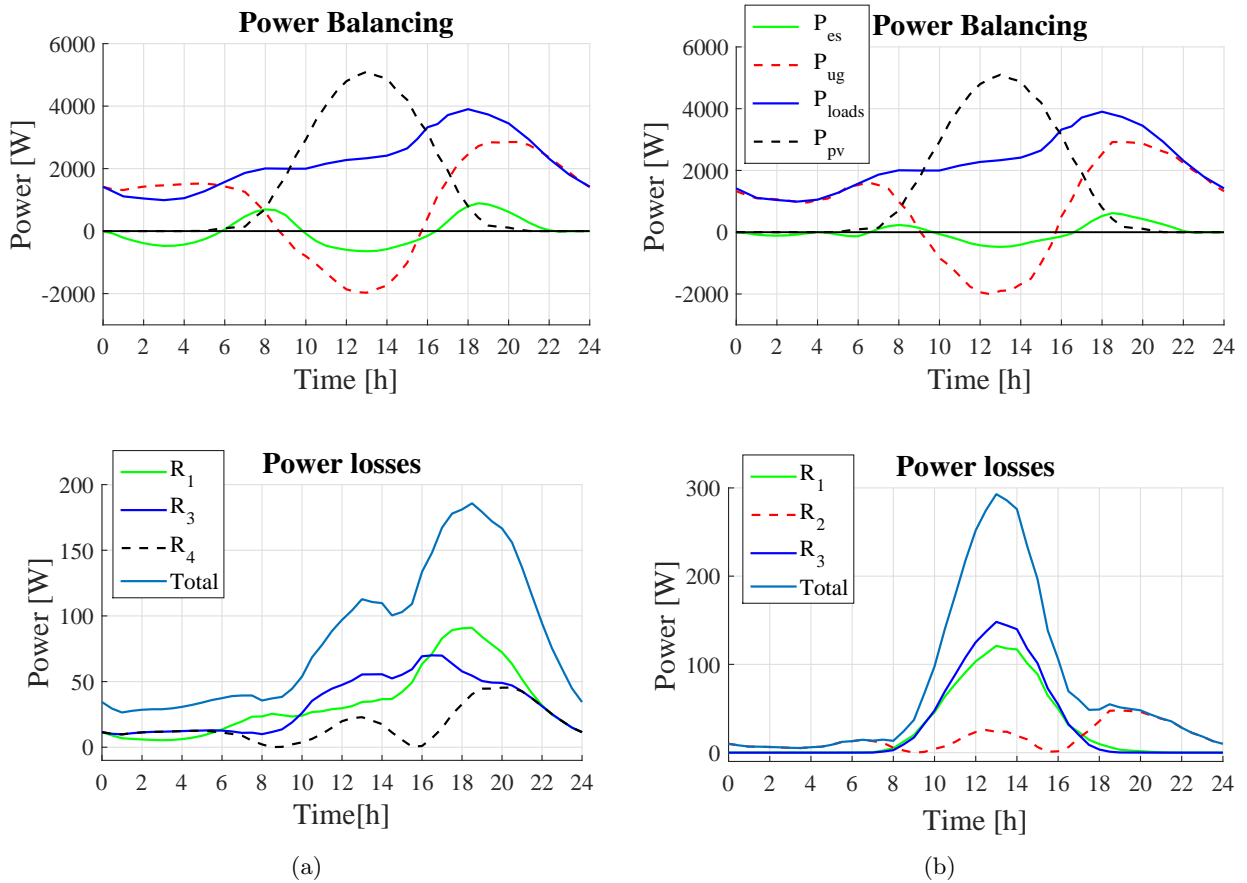 Power Balancing
6000
4000
2000
0
-2000
Power [W]
0 2 4 6 8 10 12 14 16 18 20 22 24
Time [h]
Power Balancing
P_es
P_ug
P_loads
P_pv
6000
4000
2000
0
-2000
Power [W]
0 2 4 6 8 10 12 14 16 18 20 22 24
Time [h]
Power losses
R_1
R_3
R_4
Total
200
150
100
50
0
Power [W]
0 2 4 6 8 10 12 14 16 18 20 22 24
Time[h]
(a)
Power losses
R_1
R_2
R_3
Total
300
200
100
0
Power [W]
0 2 4 6 8 10 12 14 16 18 20 22 24
Time [h]
(b)